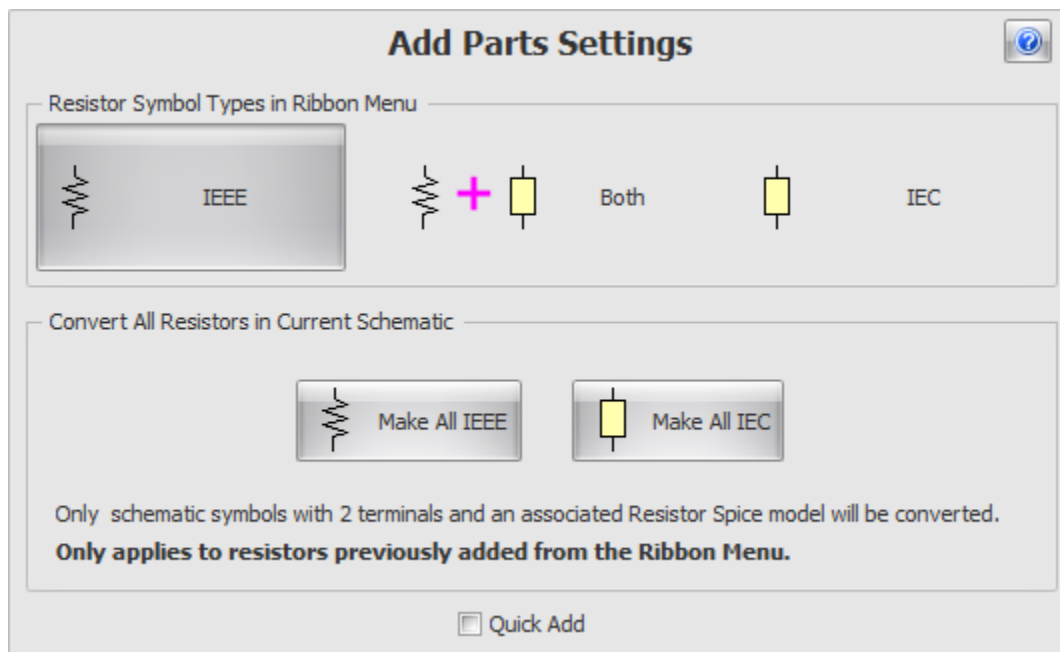 Add Parts Settings
Resistor Symbol Types in Ribbon Menu
IEEE
Both
IEC
Convert All Resistors in Current Schematic
Make All IEEE
Make All IEC
Only schematic symbols with 2 terminals and an associated Resistor Spice model will be converted.
Only applies to resistors previously added from the Ribbon Menu.
Quick Add